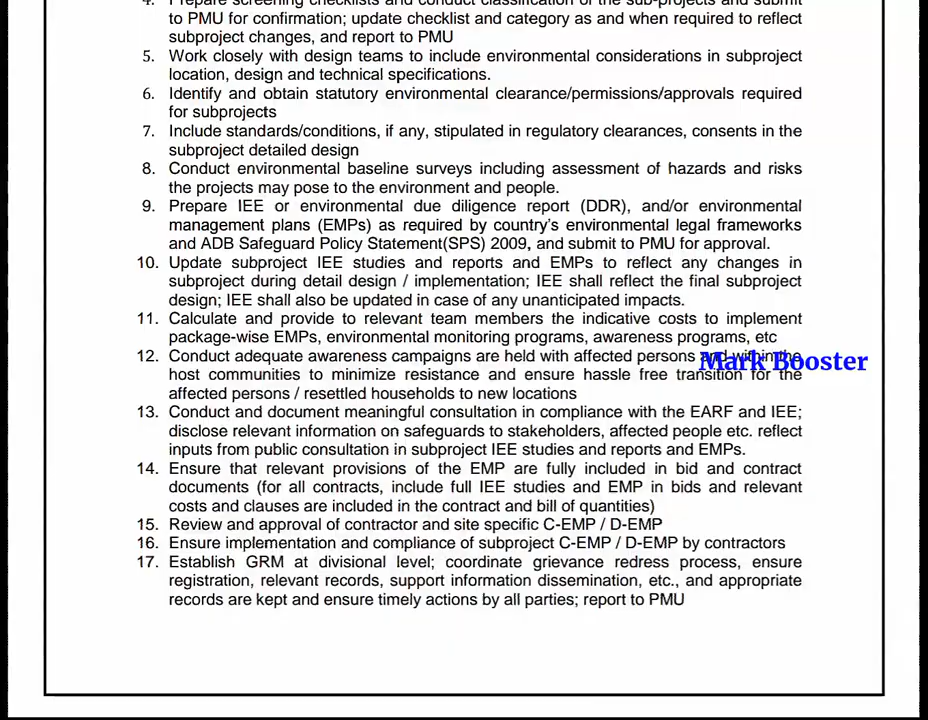 4. Prepare screening checklists and conduct classification of the sub-projects and submit
to PMU for confirmation; update checklist and category as and when required to reflect
subproject changes, and report to PMU
5. Work closely with design teams to include environmental considerations in subproject
location, design and technical specifications.
6. Identify and obtain statutory environmental clearance/permissions/approvals required
for subprojects
7. Include standards/conditions, if any, stipulated in regulatory clearances, consents in the
subproject detailed design
8. Conduct environmental baseline surveys including assessment of hazards and risks
the projects may pose to the environment and people.
9. Prepare IEE or environmental due diligence report (DDR), and/or environmental
management plans (EMPs) as required by country's environmental legal frameworks
and ADB Safeguard Policy Statement(SPS) 2009, and submit to PMU for approval.
10. Update subproject IEE studies and reports and EMPs to reflect any changes in
subproject during detail design / implementation; IEE shall reflect the final subproject
design; IEE shall also be updated in case of any unanticipated impacts.
11. Calculate and provide to relevant team members the indicative costs to implement
package-wise EMPs, environmental monitoring programs, awareness programs, etc
12. Conduct adequate awareness campaigns are held with affected persons and within the
Mark Booster
host communities to minimize resistance and ensure hassle free transition for the
affected persons / resettled households to new locations
13. Conduct and document meaningful consultation in compliance with the EARF and IEE;
disclose relevant information on safeguards to stakeholders, affected people etc. reflect
inputs from public consultation in subproject IEE studies and reports and EMPs.
14. Ensure that relevant provisions of the EMP are fully included in bid and contract
documents (for all contracts, include full IEE studies and EMP in bids and relevant
costs and clauses are included in the contract and bill of quantities)
15. Review and approval of contractor and site specific C-EMP / D-EMP
16. Ensure implementation and compliance of subproject C-EMP / D-EMP by contractors
17. Establish GRM at divisional level; coordinate grievance redress process, ensure
registration, relevant records, support information dissemination, etc., and appropriate
records are kept and ensure timely actions by all parties; report to PMU